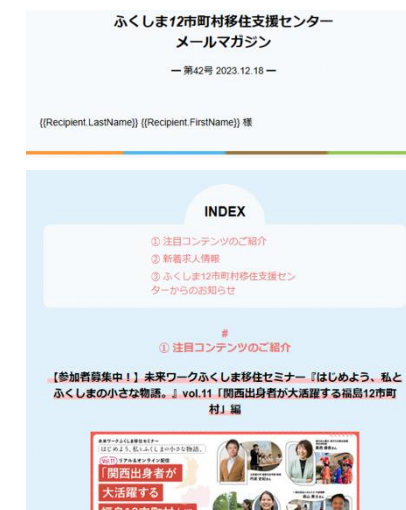 ふくしま12市町村移住支援センター
メールマガジン
ー 第42号 2023.12.18 ー
{{Recipient.LastName}} {{Recipient.FirstName}} 様
INDEX
① 注目コンテンツのご紹介
② 新着求人情報
③ ふくしま12市町村移住支援セン
ターからのお知らせ
#
① 注目コンテンツのご紹介
【参加者募集中！】未来ワークふくしま移住セミナー『はじめよう、私と
ふくしまの小さな物語。』vol.11「関西出身者が大活躍する福島12市町
村」編
未来ワークふくしま移住セミナー
『はじめよう、私とふくしまの小さな物語。』
Vol.11 リアル&オンライン配信
「関西出身者が
大活躍する